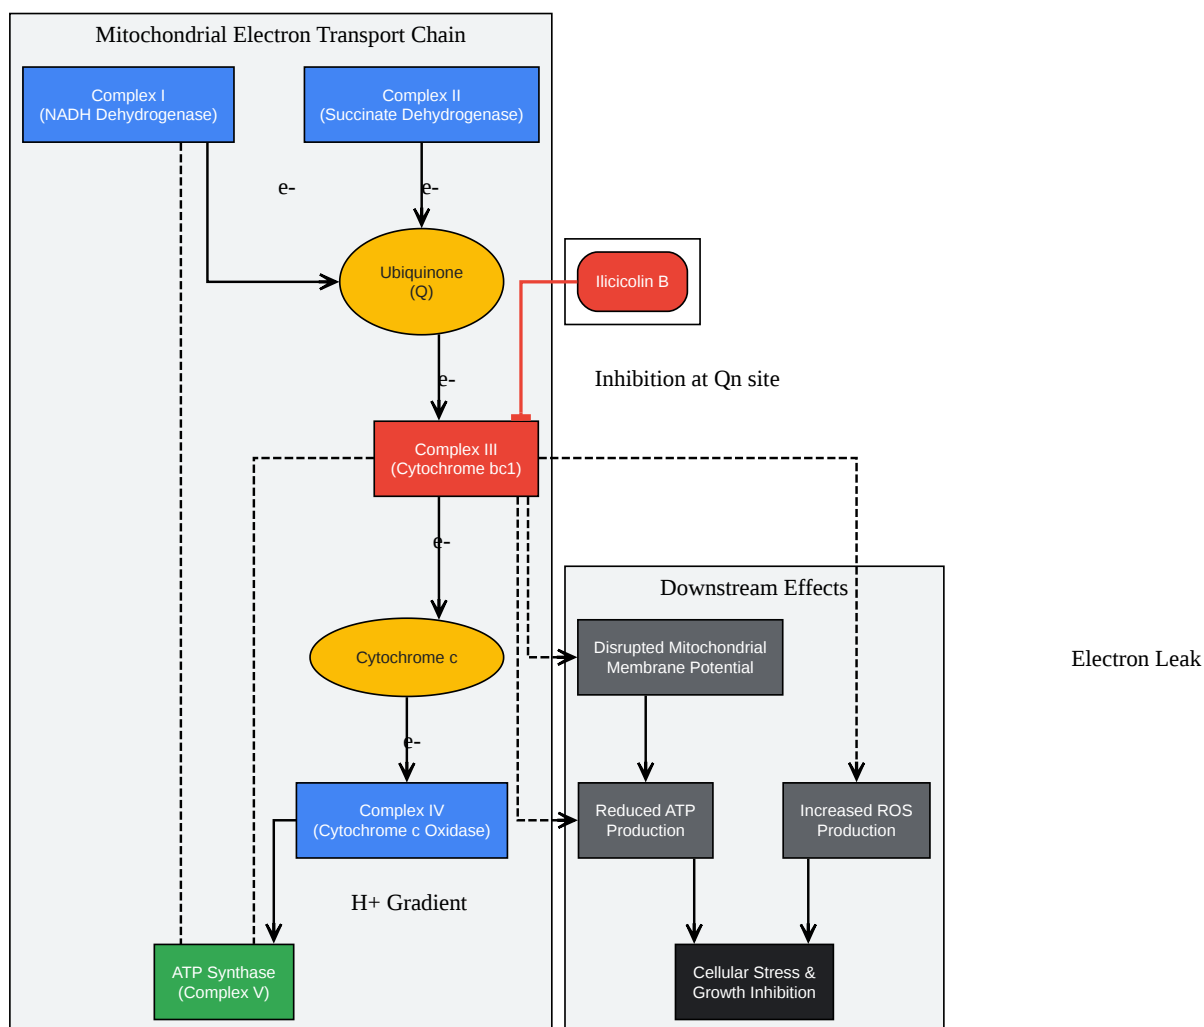 Mitochondrial Electron Transport Chain
Complex I
(NADH Dehydrogenase)
Complex II
(Succinate Dehydrogenase)
e-
e-
Ubiquinone
(Q)
Ilicicolin B
e-
Inhibition at Qn site
Complex III
(Cytochrome bc1)
e-
Downstream Effects
Cytochrome c
Disrupted Mitochondrial
Membrane Potential
Electron Leak
e-
Complex IV
(Cytochrome c Oxidase)
Reduced ATP
Production
Increased ROS
Production
H+ Gradient
ATP Synthase
(Complex V)
Cellular Stress &
Growth Inhibition